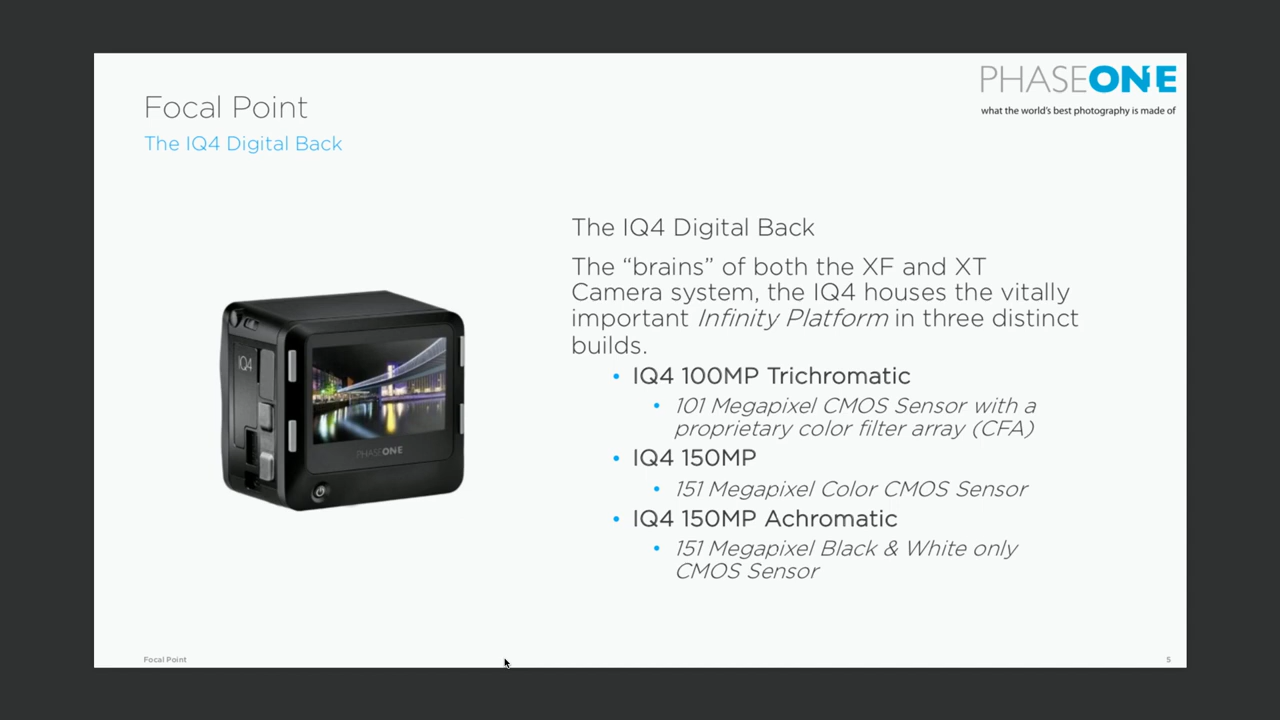 PHASEONE
what the world's best photography is made of
Focal Point
The IQ4 Digital Back
The IQ4 Digital Back
The “brains” of both the XF and XT
Camera system, the IQ4 houses the vitally
important Infinity Platform in three distinct
builds.
• IQ4 100MP Trichromatic
• 101 Megapixel CMOS Sensor with a
proprietary color filter array (CFA)
• IQ4 150MP
• 151 Megapixel Color CMOS Sensor
• IQ4 150MP Achromatic
• 151 Megapixel Black & White only
CMOS Sensor
IQ4
PHASEONE
Focal Point
5